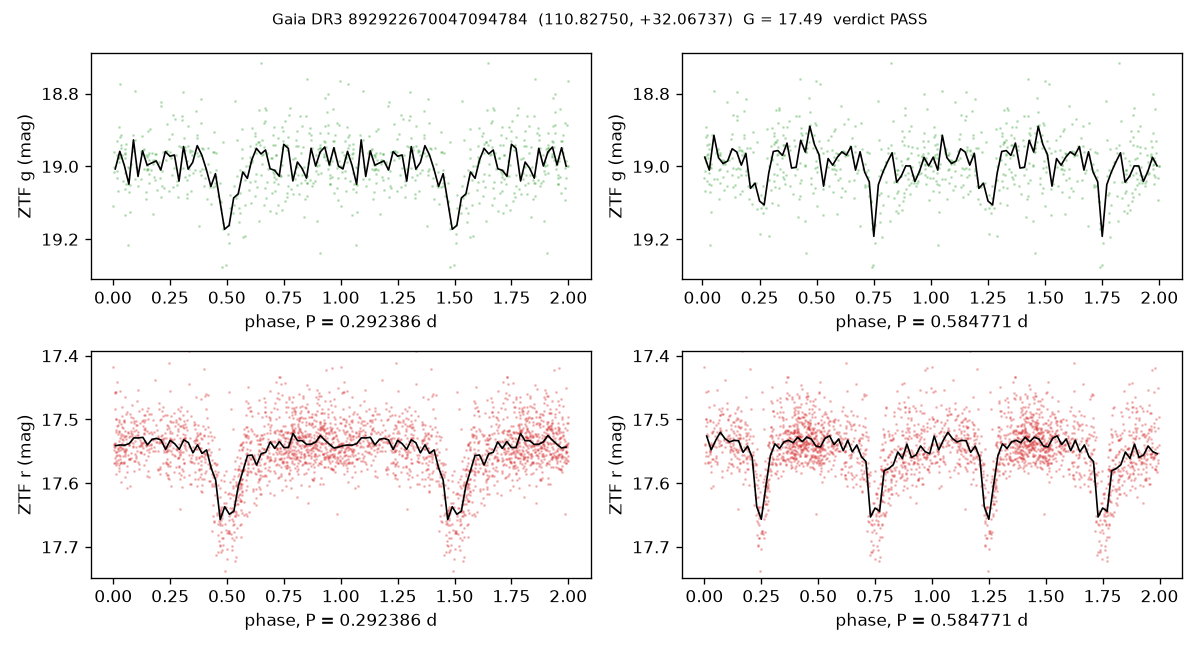 Gaia DR3 892922670047094784 (110.82750, +32.06737) G = 17.49 verdict PASS
ZTF g (mag)
18.8
19.0
19.2
0.00 0.25 0.50 0.75 1.00 1.25 1.50 1.75 2.00
phase, P = 0.292386 d
ZTF g (mag)
18.8
19.0
19.2
0.00 0.25 0.50 0.75 1.00 1.25 1.50 1.75 2.00
phase, P = 0.584771 d
ZTF r (mag)
17.4
17.5
17.6
17.7
0.00 0.25 0.50 0.75 1.00 1.25 1.50 1.75 2.00
phase, P = 0.292386 d
ZTF r (mag)
17.4
17.5
17.6
17.7
0.00 0.25 0.50 0.75 1.00 1.25 1.50 1.75 2.00
phase, P = 0.584771 d